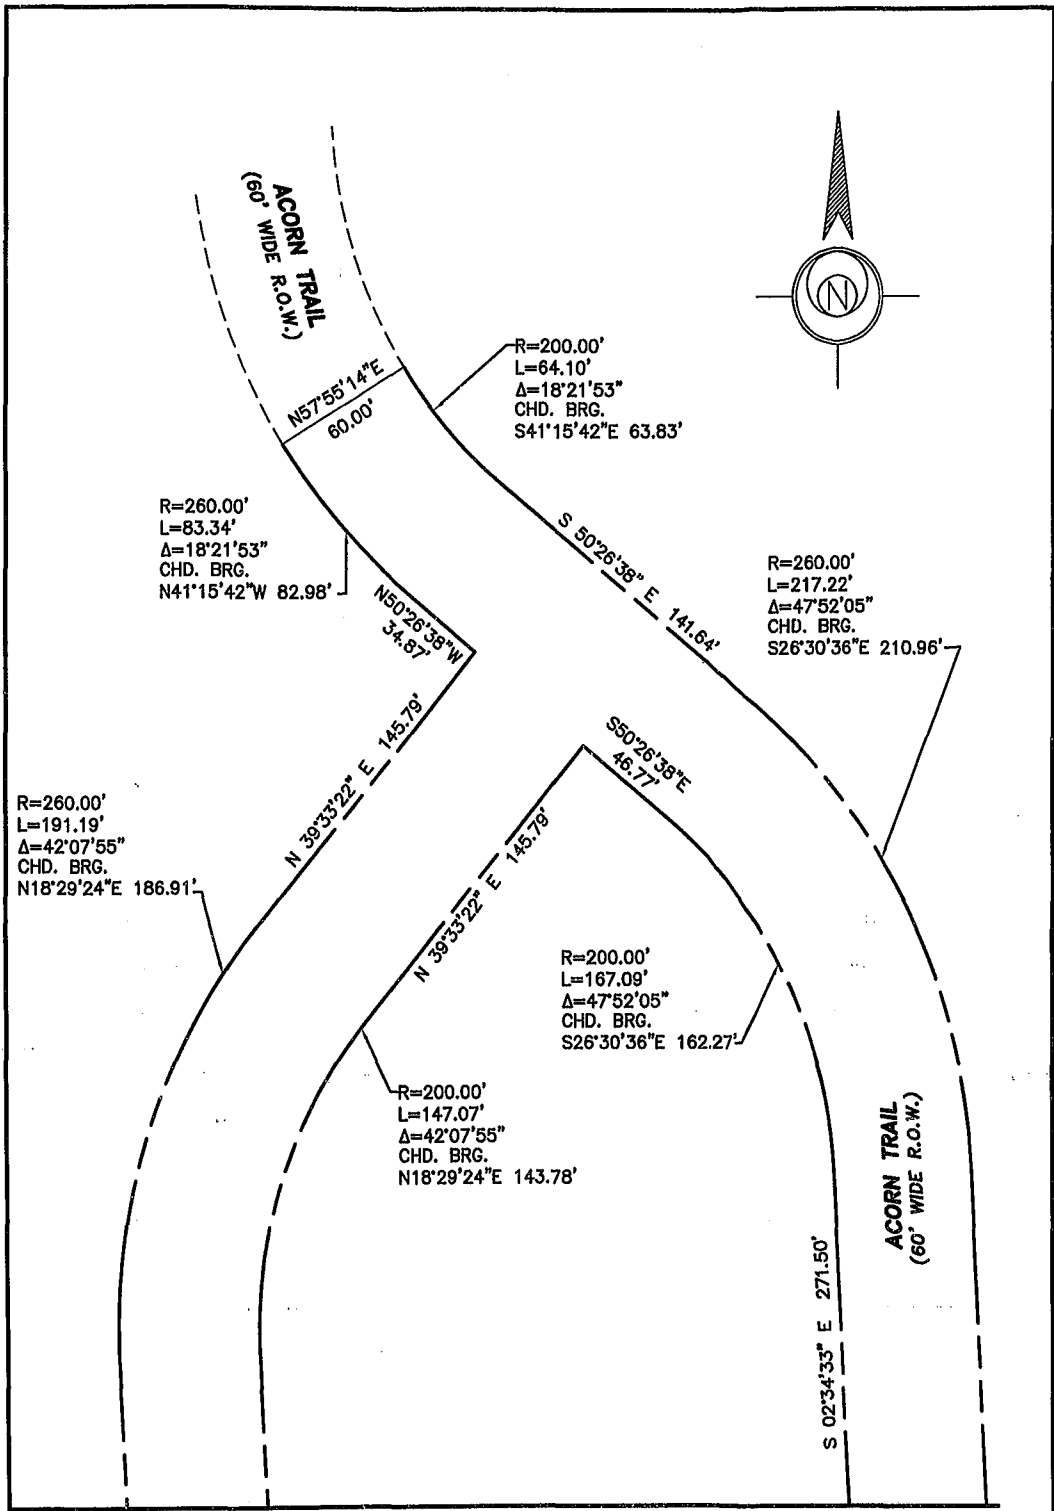 ACORN TRAIL
(60' WIDE R.O.W.)
N57°55'14"E
60.00'
R=200.00'
L=64.10'
Δ=18°21'53"
CHD. BRG.
S41°15'42"E 63.83'
N
R=260.00'
L=83.34'
Δ=18°21'53"
CHD. BRG.
N41°15'42"W 82.98'
N50°26'38"W
34.87'
S 50°26'38" E 141.64'
R=260.00'
L=217.22'
Δ=47°52'05"
CHD. BRG.
S26°30'36"E 210.96'
N 39°33'22" E 145.79'
S50°26'38"E
46.77'
R=260.00'
L=191.19'
Δ=42°07'55"
CHD. BRG.
N18°29'24"E 186.91'
N 39°33'22" E 145.79'
R=200.00'
L=167.09'
Δ=47°52'05"
CHD. BRG.
S26°30'36"E 162.27'
R=200.00'
L=147.07'
Δ=42°07'55"
CHD. BRG.
N18°29'24"E 143.78'
ACORN TRAIL
(60' WIDE R.O.W.)
S 02°34'33" E 271.50'